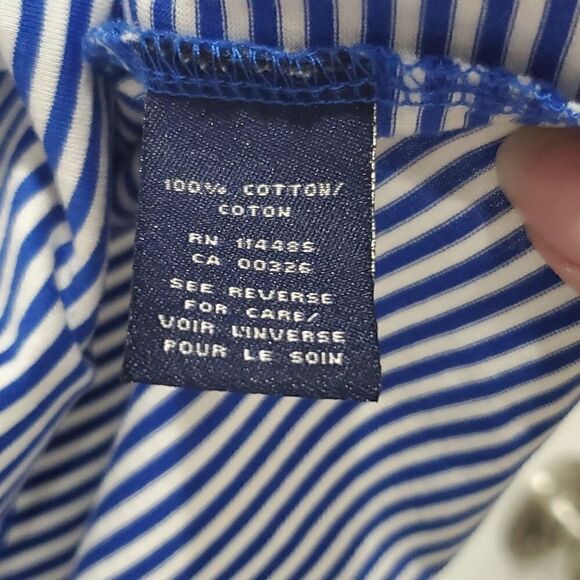 100% COTTON/
COTON
RN 114485
CA 00326
SEE REVERSE
FOR CARE/
VOIR L'INVERSE
POUR LE SOIN